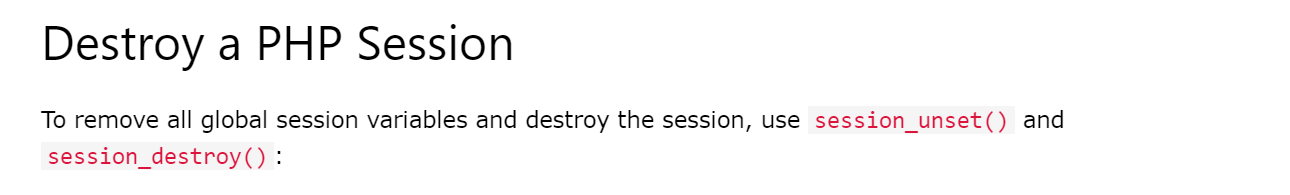 Destroy a PHP Session
To remove all global session variables and destroy the session, use session_unset() and
session_destroy():